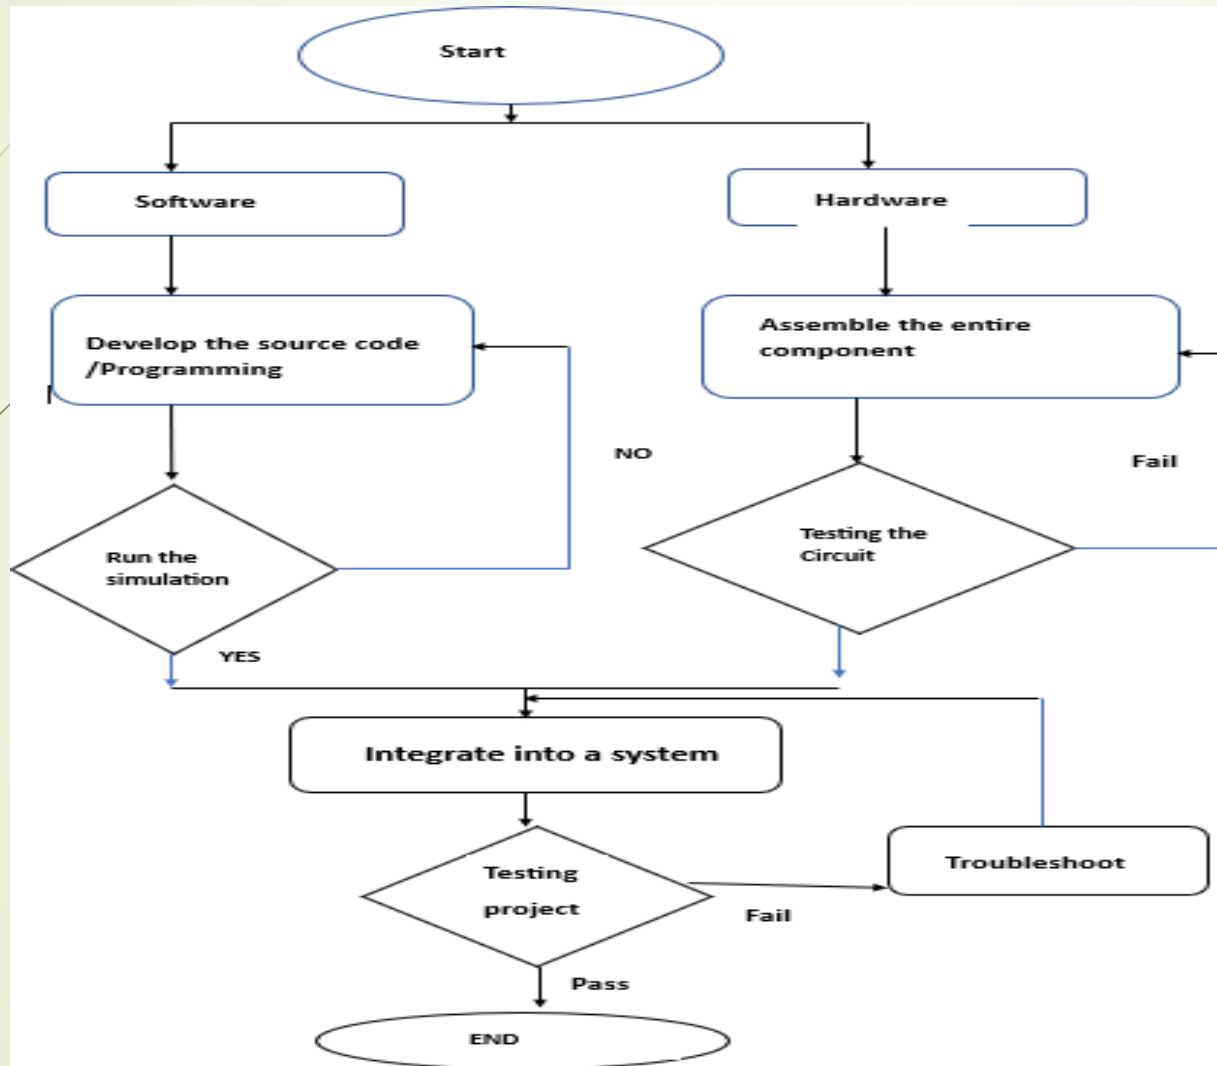 Start
Software
Hardware
Develop the source code
/Programming
Assemble the entire
component
NO
Fail
Run the
simulation
Testing the
Circuit
YES
Integrate into a system
Testing
project
Troubleshoot
Fail
Pass
END